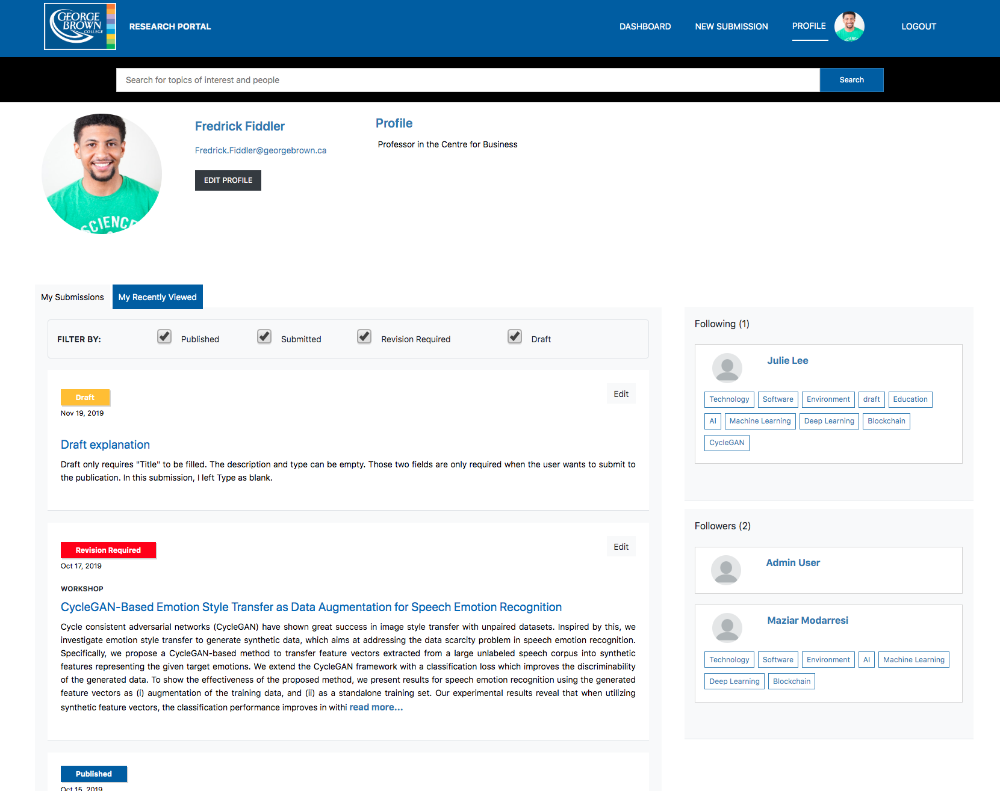 GEORGE
BROWN
COLLEGE
RESEARCH PORTAL
DASHBOARD
NEW SUBMISSION
PROFILE
LOGOUT
Search for topics of interest and people
Search
Fredrick Fiddler
Fredrick.Fiddler@georgebrown.ca
EDIT PROFILE
Profile
Professor in the Centre for Business
SCIENCE
My Submissions
My Recently Viewed
FILTER BY:
Published
Submitted
Revision Required
Draft
Draft
Nov 19, 2019
Edit
Draft explanation
Draft only requires "Title" to be filled. The description and type can be empty. Those two fields are only required when the user wants to submit to
the publication. In this submission, I left Type as blank.
Revision Required
Oct 17, 2019
Edit
WORKSHOP
CycleGAN-Based Emotion Style Transfer as Data Augmentation for Speech Emotion Recognition
Cycle consistent adversarial networks (CycleGAN) have shown great success in image style transfer with unpaired datasets. Inspired by this, we
investigate emotion style transfer to generate synthetic data, which aims at addressing the data scarcity problem in speech emotion recognition.
Specifically, we propose a CycleGAN-based method to transfer feature vectors extracted from a large unlabeled speech corpus into synthetic
features representing the given target emotions. We extend the CycleGAN framework with a classification loss which improves the discriminability
of the generated data. To show the effectiveness of the proposed method, we present results for speech emotion recognition using the generated
feature vectors as (i) augmentation of the training data, and (ii) as a standalone training set. Our experimental results reveal that when utilizing
synthetic feature vectors, the classification performance improves in withi read more...
Published
Oct 15, 2019
Following (1)
Julie Lee
Technology
Software
Environment
draft
Education
AI
Machine Learning
Deep Learning
Blockchain
CycleGAN
Followers (2)
Admin User
Maziar Modarresi
Technology
Software
Environment
AI
Machine Learning
Deep Learning
Blockchain